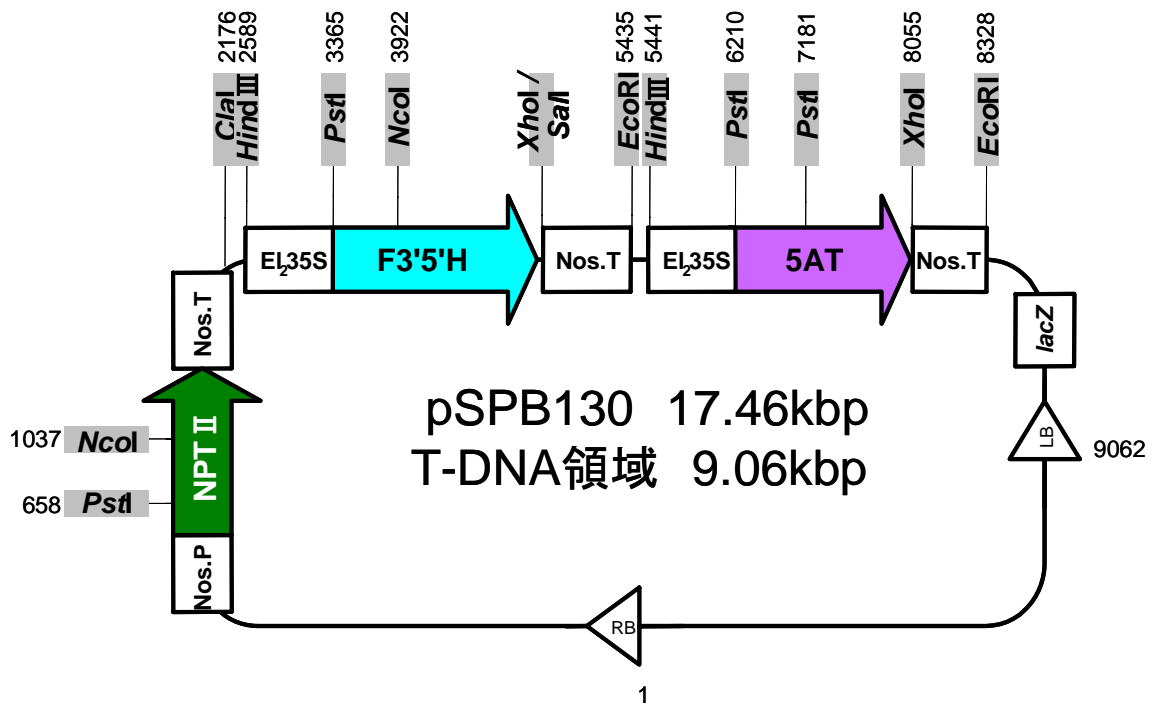 2176
2589
3365
3922
5435
5441
6210
7181
8055
8328
ClaI
HindⅢ
PstI
NcoI
XhoI /
SalI
EcoRI
HindⅢ
PstI
PstI
XhoI
EcoRI
EL235S
F3'5'H
Nos.T
EL235S
5AT
Nos.T
Nos.T
lacZ
NPTⅡ
1037 NcoI
658 PstI
Nos.P
pSPB130 17.46kbp
T-DNA領域 9.06kbp
LB
9062
RB
1